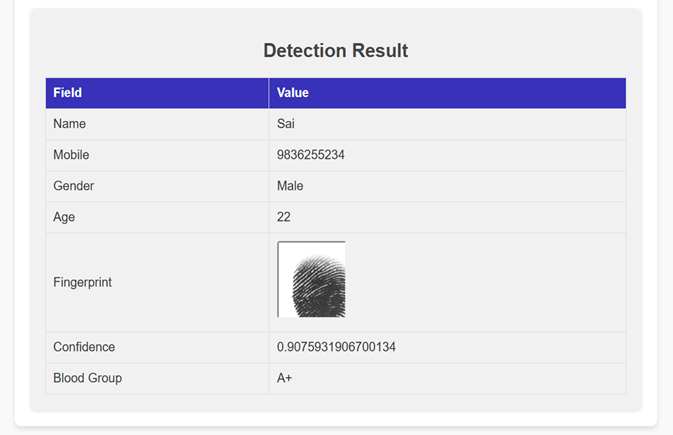 Detection Result
Field Value
Name Sai
Mobile 9836255234
Gender Male
Age 22
Fingerprint
Confidence 0.9075931906700134
Blood Group A+